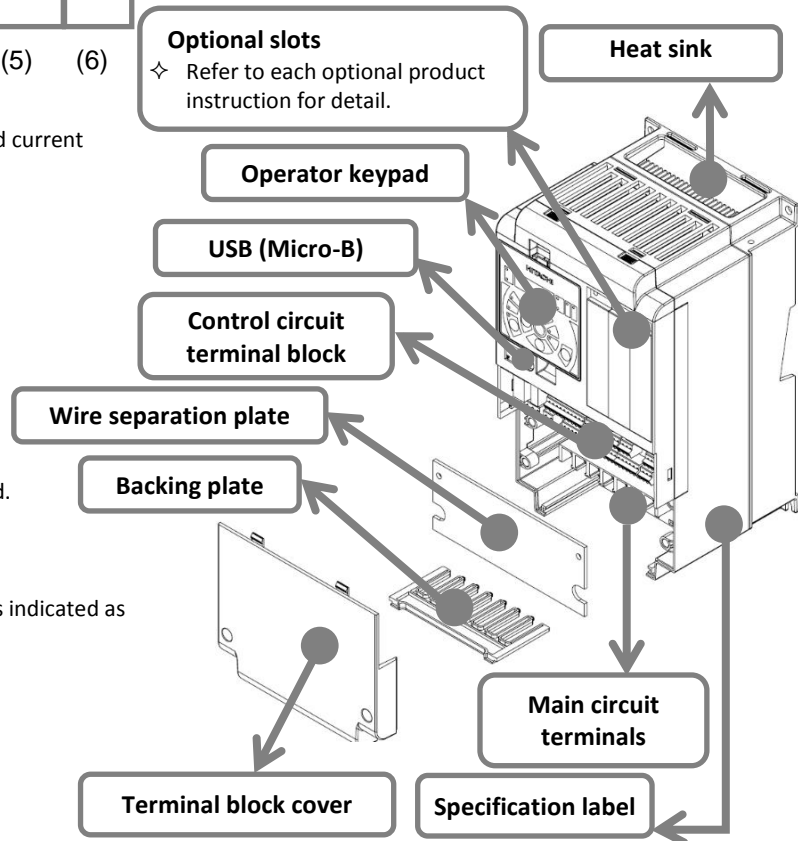 (5) (6)
Optional slots
✧ Refer to each optional product
instruction for detail.
Heat sink
d current
Operator keypad
USB (Micro-B)
HITACHI
Control circuit
terminal block
Wire separation plate
Backing plate
d.
s indicated as
Main circuit
terminals
Terminal block cover
Specification label